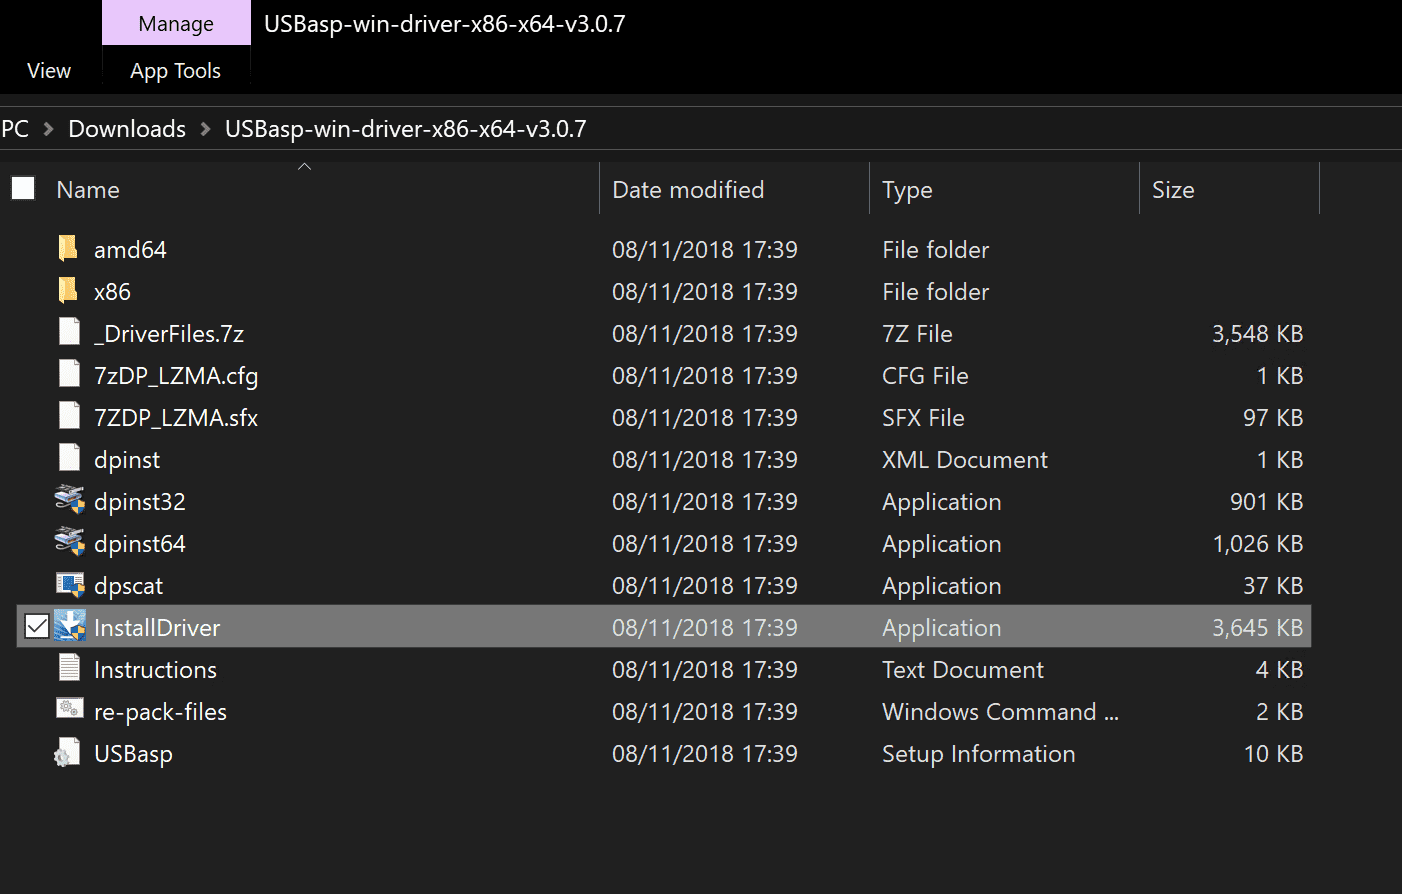 Manage USBasp-win-driver-x86-x64-v3.0.7
View App Tools
PC Downloads USBasp-win-driver-x86-x64-v3.0.7
Name Date modified Type Size
amd64 08/11/2018 17:39 File folder
x86 08/11/2018 17:39 File folder
_DriverFiles.7z 08/11/2018 17:39 7Z File 3,548 KB
7zDP_LZMA.cfg 08/11/2018 17:39 CFG File 1 KB
7ZDP_LZMA.sfx 08/11/2018 17:39 SFX File 97 KB
dpinst 08/11/2018 17:39 XML Document 1 KB
dpinst32 08/11/2018 17:39 Application 901 KB
dpinst64 08/11/2018 17:39 Application 1,026 KB
dpscat 08/11/2018 17:39 Application 37 KB
InstallDriver 08/11/2018 17:39 Application 3,645 KB
Instructions 08/11/2018 17:39 Text Document 4 KB
re-pack-files 08/11/2018 17:39 Windows Command ... 2 KB
USBasp 08/11/2018 17:39 Setup Information 10 KB